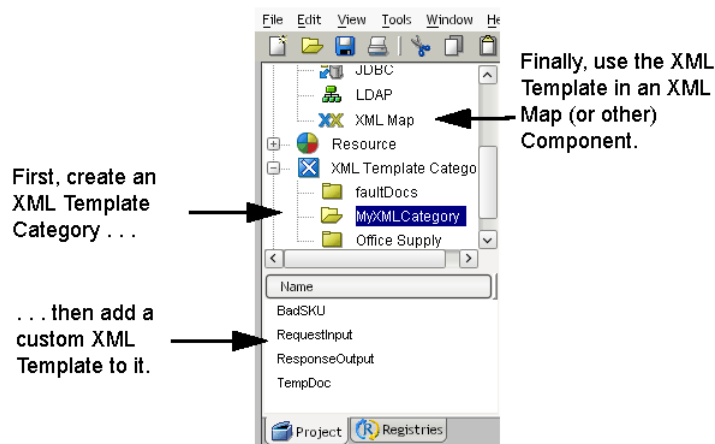 File Edit View Tools Window He
JDBC
LDAP
XML Map
Resource
XML Template Catego
faultDocs
MyXMLCategory
Office Supply
Name
BadSKU
RequestInput
ResponseOutput
TempDoc
Project
Registries
First, create an
XML Template
Category . . .
. . . then add a
custom XML
Template to it.
Finally, use the XML
Template in an XML
Map (or other)
Component.